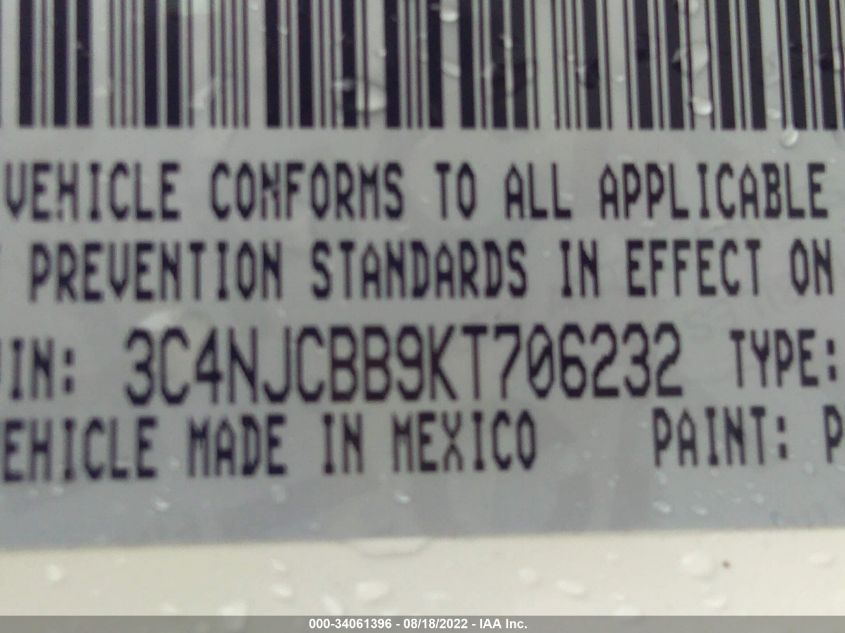 VEHICLE CONFORMS TO ALL APPLICABLE
PREVENTION STANDARDS IN EFFECT ON
IN: 3C4NJCBB9KT706232 TYPE:
EHICLE MADE IN MEXICO PAINT: P
000-34061396 - 08/18/2022 - IAA Inc.